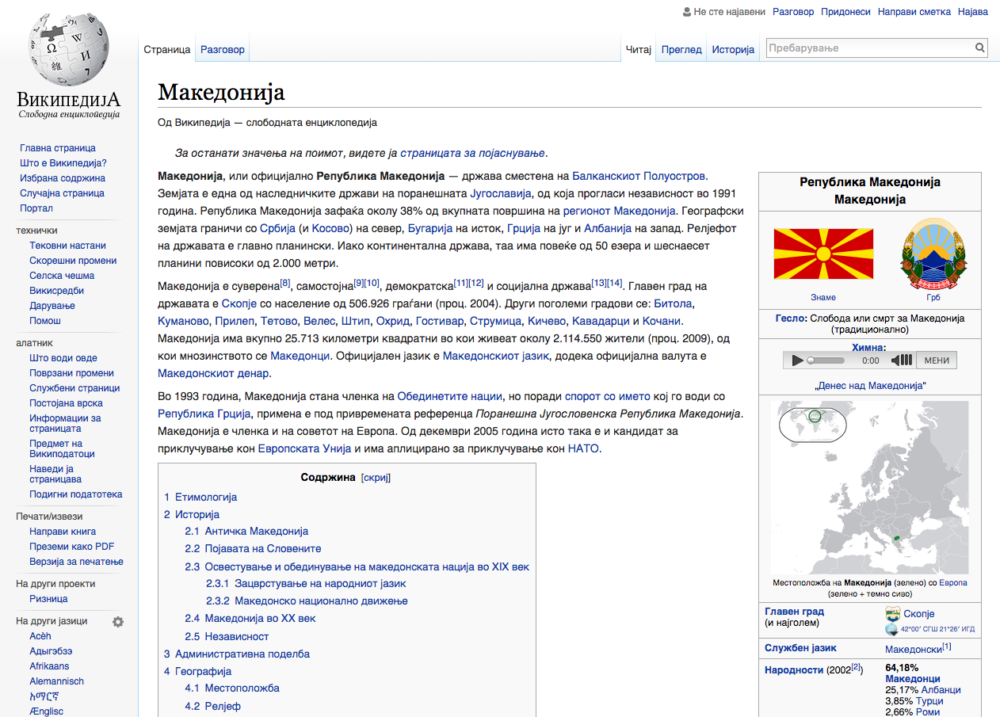 Не сте најавени Разговор Придонеси Направи сметка Најава
Страница Разговор Читај Преглед Историја Пребарување
ВикипедијА
Слободна енциклопедија
Главна страница
Што е Википедија?
Избрана содржина
Случајна страница
Портал
технички
Тековни настани
Скорешни промени
Селска чешма
Викисредби
Дарување
Помош
алатник
Што води овде
Поврзани промени
Службени страници
Постојана врска
Информации за
страницата
Предмет на
Википодатоци
Наведи ја
страницава
Подигни податотека
Печати/извези
Направи книга
Преземи како PDF
Верзија за печатење
На други проекти
Ризница
На други јазици
Acèh
Адыгэбзэ
Afrikaans
Alemannisch
አማርኛ
Ænglisc
Македонија
Од Википедија — слободната енциклопедија
За останати значења на поимот, видете ја страницата за појаснување.
Македонија, или официјално Република Македонија — држава сместена на Балканскиот Полуостров.
Земјата е една од наследничките држави на поранешната Југославија, од која прогласи независност во 1991
година. Република Македонија зафаќа околу 38% од вкупната површина на регионот Македонија. Географски
земјата граничи со Србија (и Косово) на север, Бугарија на исток, Грција на југ и Албанија на запад. Релјефот
на државата е главно планински. Иако континентална држава, таа има повеќе од 50 езера и шеснаесет
планини повисоки од 2.000 метри.
Македонија е суверена[8], самостојна[9][10], демократска[11][12] и социјална држава[13][14]. Главен град на
државата е Скопје со население од 506.926 граѓани (проц. 2004). Други поголеми градови се: Битола,
Куманово, Прилеп, Тетово, Велес, Штип, Охрид, Гостивар, Струмица, Кичево, Кавадарци и Кочани.
Македонија има вкупно 25.713 километри квадратни во кои живеат околу 2.114.550 жители (проц. 2009), од
кои мнозинството се Македонци. Официјален јазик е Македонскиот јазик, додека официјална валута е
Македонскиот денар.
Во 1993 година, Македонија стана членка на Обединетите нации, но поради спорот со името кој го води со
Република Грција, примена е под привремената референца Поранешна Југословенска Република Македонија.
Македонија е членка и на советот на Европа. Од декември 2005 година исто така е и кандидат за
приклучување кон Европската Унија и има аплицирано за приклучување кон НАТО.
Содржина [скриј]
1 Етимологија
2 Историја
2.1 Античка Македонија
2.2 Појавата на Словените
2.3 Освестување и обединување на македонската нација во XIX век
2.3.1 Зацврстување на народниот јазик
2.3.2 Македонско национално движење
2.4 Македонија во XX век
2.5 Независност
3 Административна поделба
4 Географија
4.1 Местоположба
4.2 Релјеф
Република Македонија
Македонија
Знаме Грб
Гесло: Слобода или смрт за Македонија
(традиционално)
Химна:
0:00 МЕНИ
„Денес над Македонија“
Местоположба на Македонија (зелено) со Европа
(зелено + темно сиво)
Главен град
(и најголем) Скопје
42°00′ СГШ 21°26′ ИГД
Службен јазик Македонски[1]
Народности (2002[2]) 64,18%
Македонци
25,17% Албанци
3,85% Турци
2,66% Роми